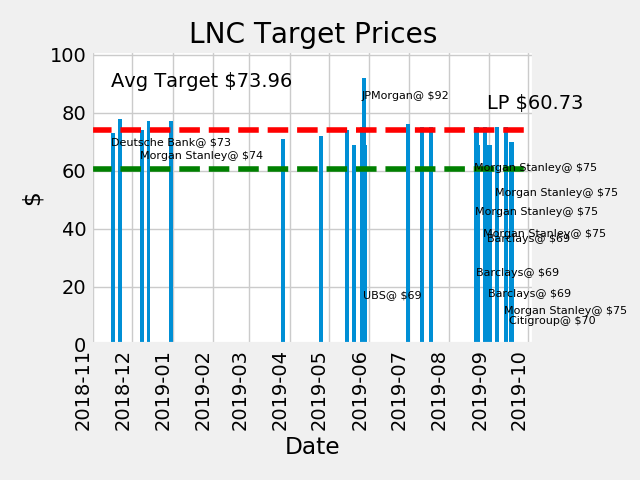 LNC Target Prices
100
Avg Target $73.96
JPMorgan@ $92
LP $60.73
80
Deutsche Bank@ $73
Morgan Stanley@ $74
60
Morgan Stanley@ $75
Morgan Stanley@ $75
Morgan Stanley@ $75
40
Morgan Stanley@ $75
Barclays@ $69
Barclays@ $69
20
UBS@ $69
Barclays@ $69
Morgan Stanley@ $75
Citigroup@ $70
0
$
2018-11
2018-12
2019-01
2019-02
2019-03
2019-04
2019-05
2019-06
2019-07
2019-08
2019-09
2019-10
Date